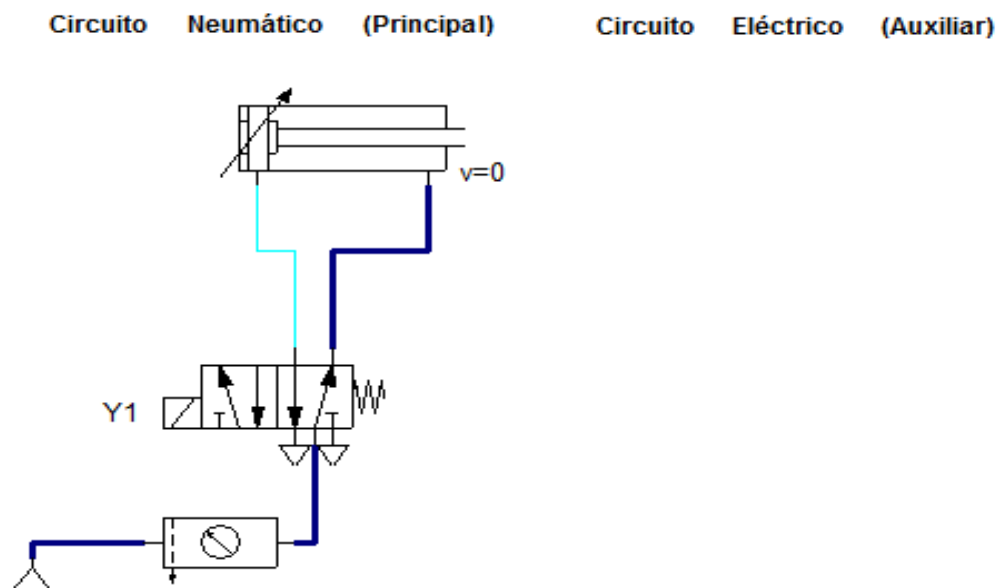 Circuito Neumático (Principal)
Circuito Eléctrico (Auxiliar)
v=0
Y1